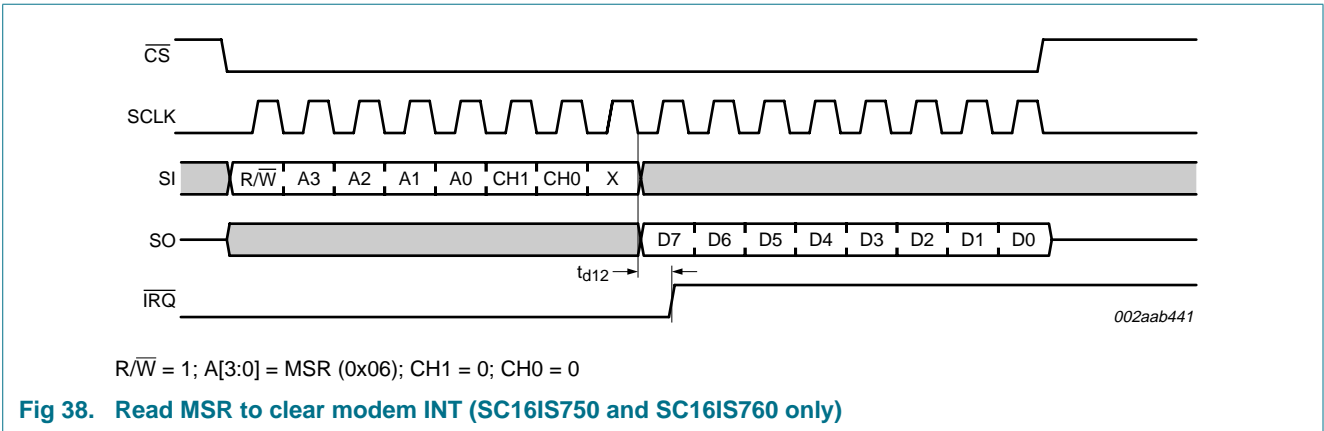 C̅S̅
SCLK
SI R/W̅ A3 A2 A1 A0 CH1 CH0 X
SO D7 D6 D5 D4 D3 D2 D1 D0
td12
I̅R̅Q̅
002aab441
R/W̅ = 1; A[3:0] = MSR (0x06); CH1 = 0; CH0 = 0
Fig 38. Read MSR to clear modem INT (SC16IS750 and SC16IS760 only)